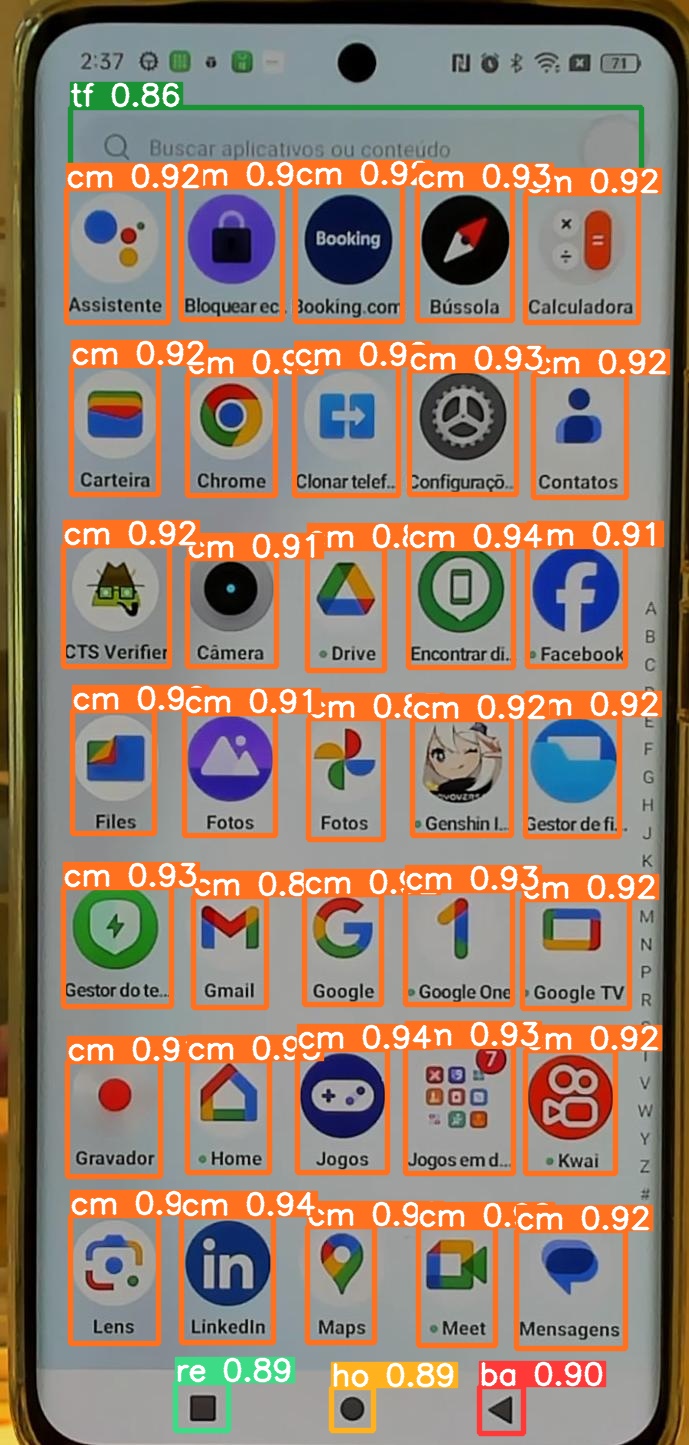 2:37
71
tf 0.86
Buscar aplicativos ou conteúdo
cm 0.92 m 0.9 cm 0.92 cm 0.93 n 0.92
Booking
Assistente Bloquear ec.. Booking.com Bússola Calculadora
cm 0.92 cm 0.9 cm 0.9 cm 0.93 cm 0.92
Carteira Chrome Clonar telef.. Configuraçõ.. Contatos
cm 0.92 cm 0.91 m 0.8 cm 0.94 m 0.91
CTS Verifier Câmera Drive Encontrar di.. Facebook
cm 0.9 cm 0.91 cm 0.8 cm 0.92 m 0.92
Files Fotos Fotos Genshin I... Gestor de fi...
cm 0.93 cm 0.8 cm 0. cm 0.93 cm 0.92
Gestor do te... Gmail Google Google One Google TV
cm 0.9 cm 0.9 cm 0.94 n 0.93 cm 0.92
7
Gravador Home Jogos Jogos em d... Kwai
cm 0.9 cm 0.94 cm 0.9 cm 0. cm 0.92
in
Lens LinkedIn Maps Meet Mensagens
A
B
C
E
F
G
H
J
K
M
N
P
R
T
V
W
Y
Z
#
re 0.89 ho 0.89 ba 0.90